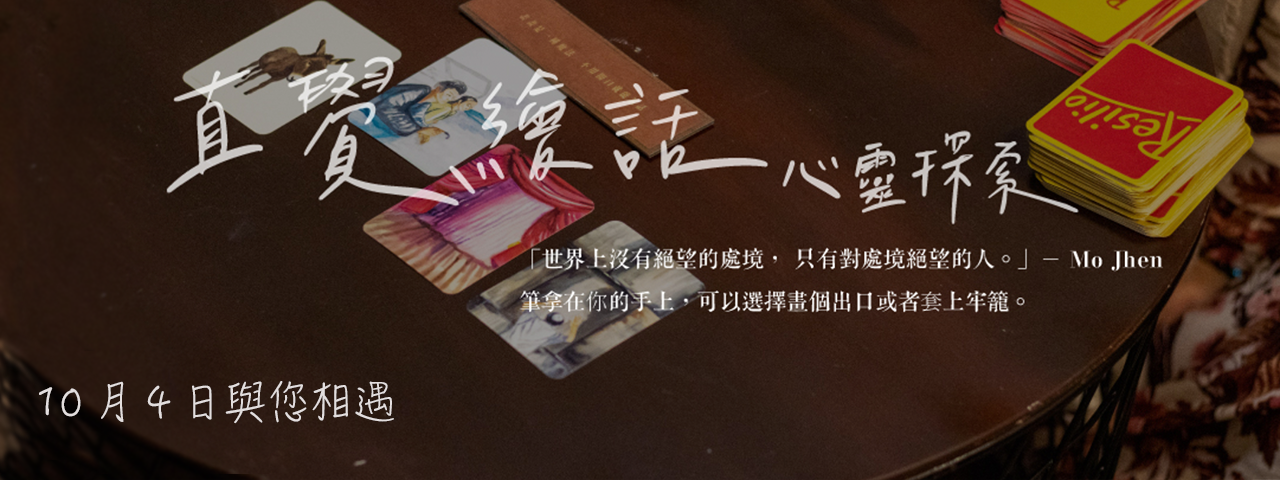 直覺繪話 心靈探索
「世界上沒有絕望的處境， 只有對處境絕望的人。」— Mo Jhen
筆拿在你的手上，可以選擇畫個出口或者套上牢籠。
10月4日與您相遇
Resilio